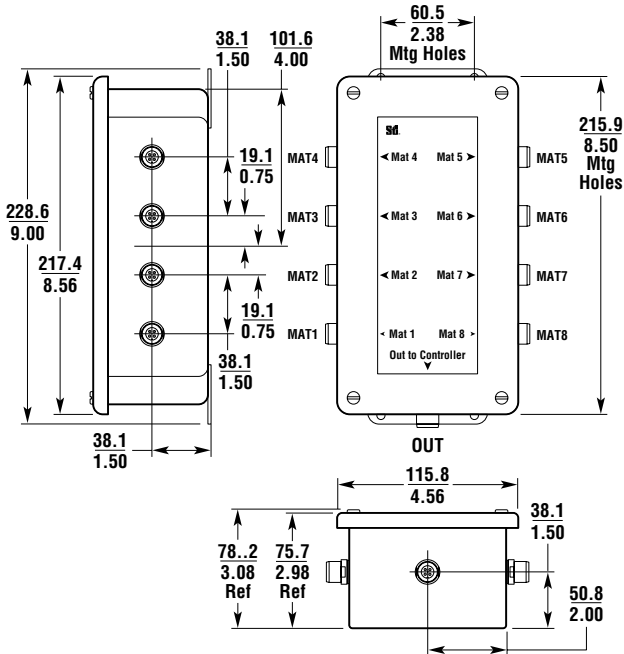 60.5
2.38
Mtg Holes
38.1
1.50
101.6
4.00
215.9
8.50
Mtg
Holes
19.1
0.75
228.6
9.00
217.4
8.56
19.1
0.75
38.1
1.50
38.1
1.50
MAT4
MAT3
MAT2
MAT1
Mat 4 Mat 5
Mat 3 Mat 6
Mat 2 Mat 7
Mat 1 Mat 8
Out to Controller
MAT5
MAT6
MAT7
MAT8
OUT
115.8
4.56
78..2
3.08
Ref
75.7
2.98
Ref
38.1
1.50
50.8
2.00